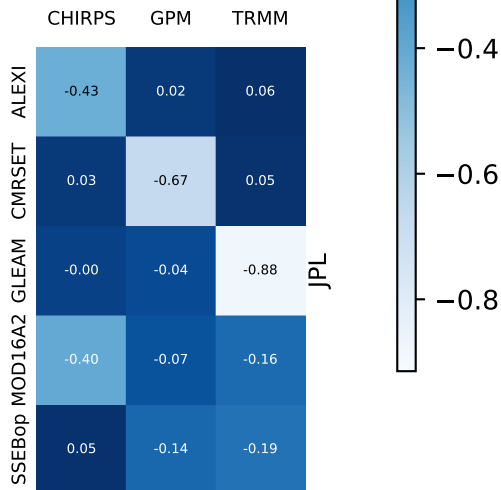 CHIRPS GPM TRMM
ALEXI -0.43 0.02 0.06
CMRSET 0.03 -0.67 0.05
GLEAM -0.00 -0.04 -0.88
MOD16A2 -0.40 -0.07 -0.16
SSEBop 0.05 -0.14 -0.19
JPL
−0.4
−0.6
−0.8